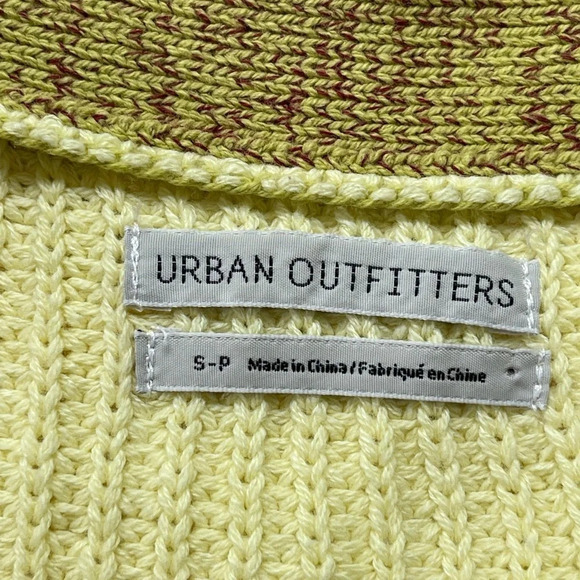 URBAN OUTFITTERS
S-P Made in China / Fabriqué en Chine